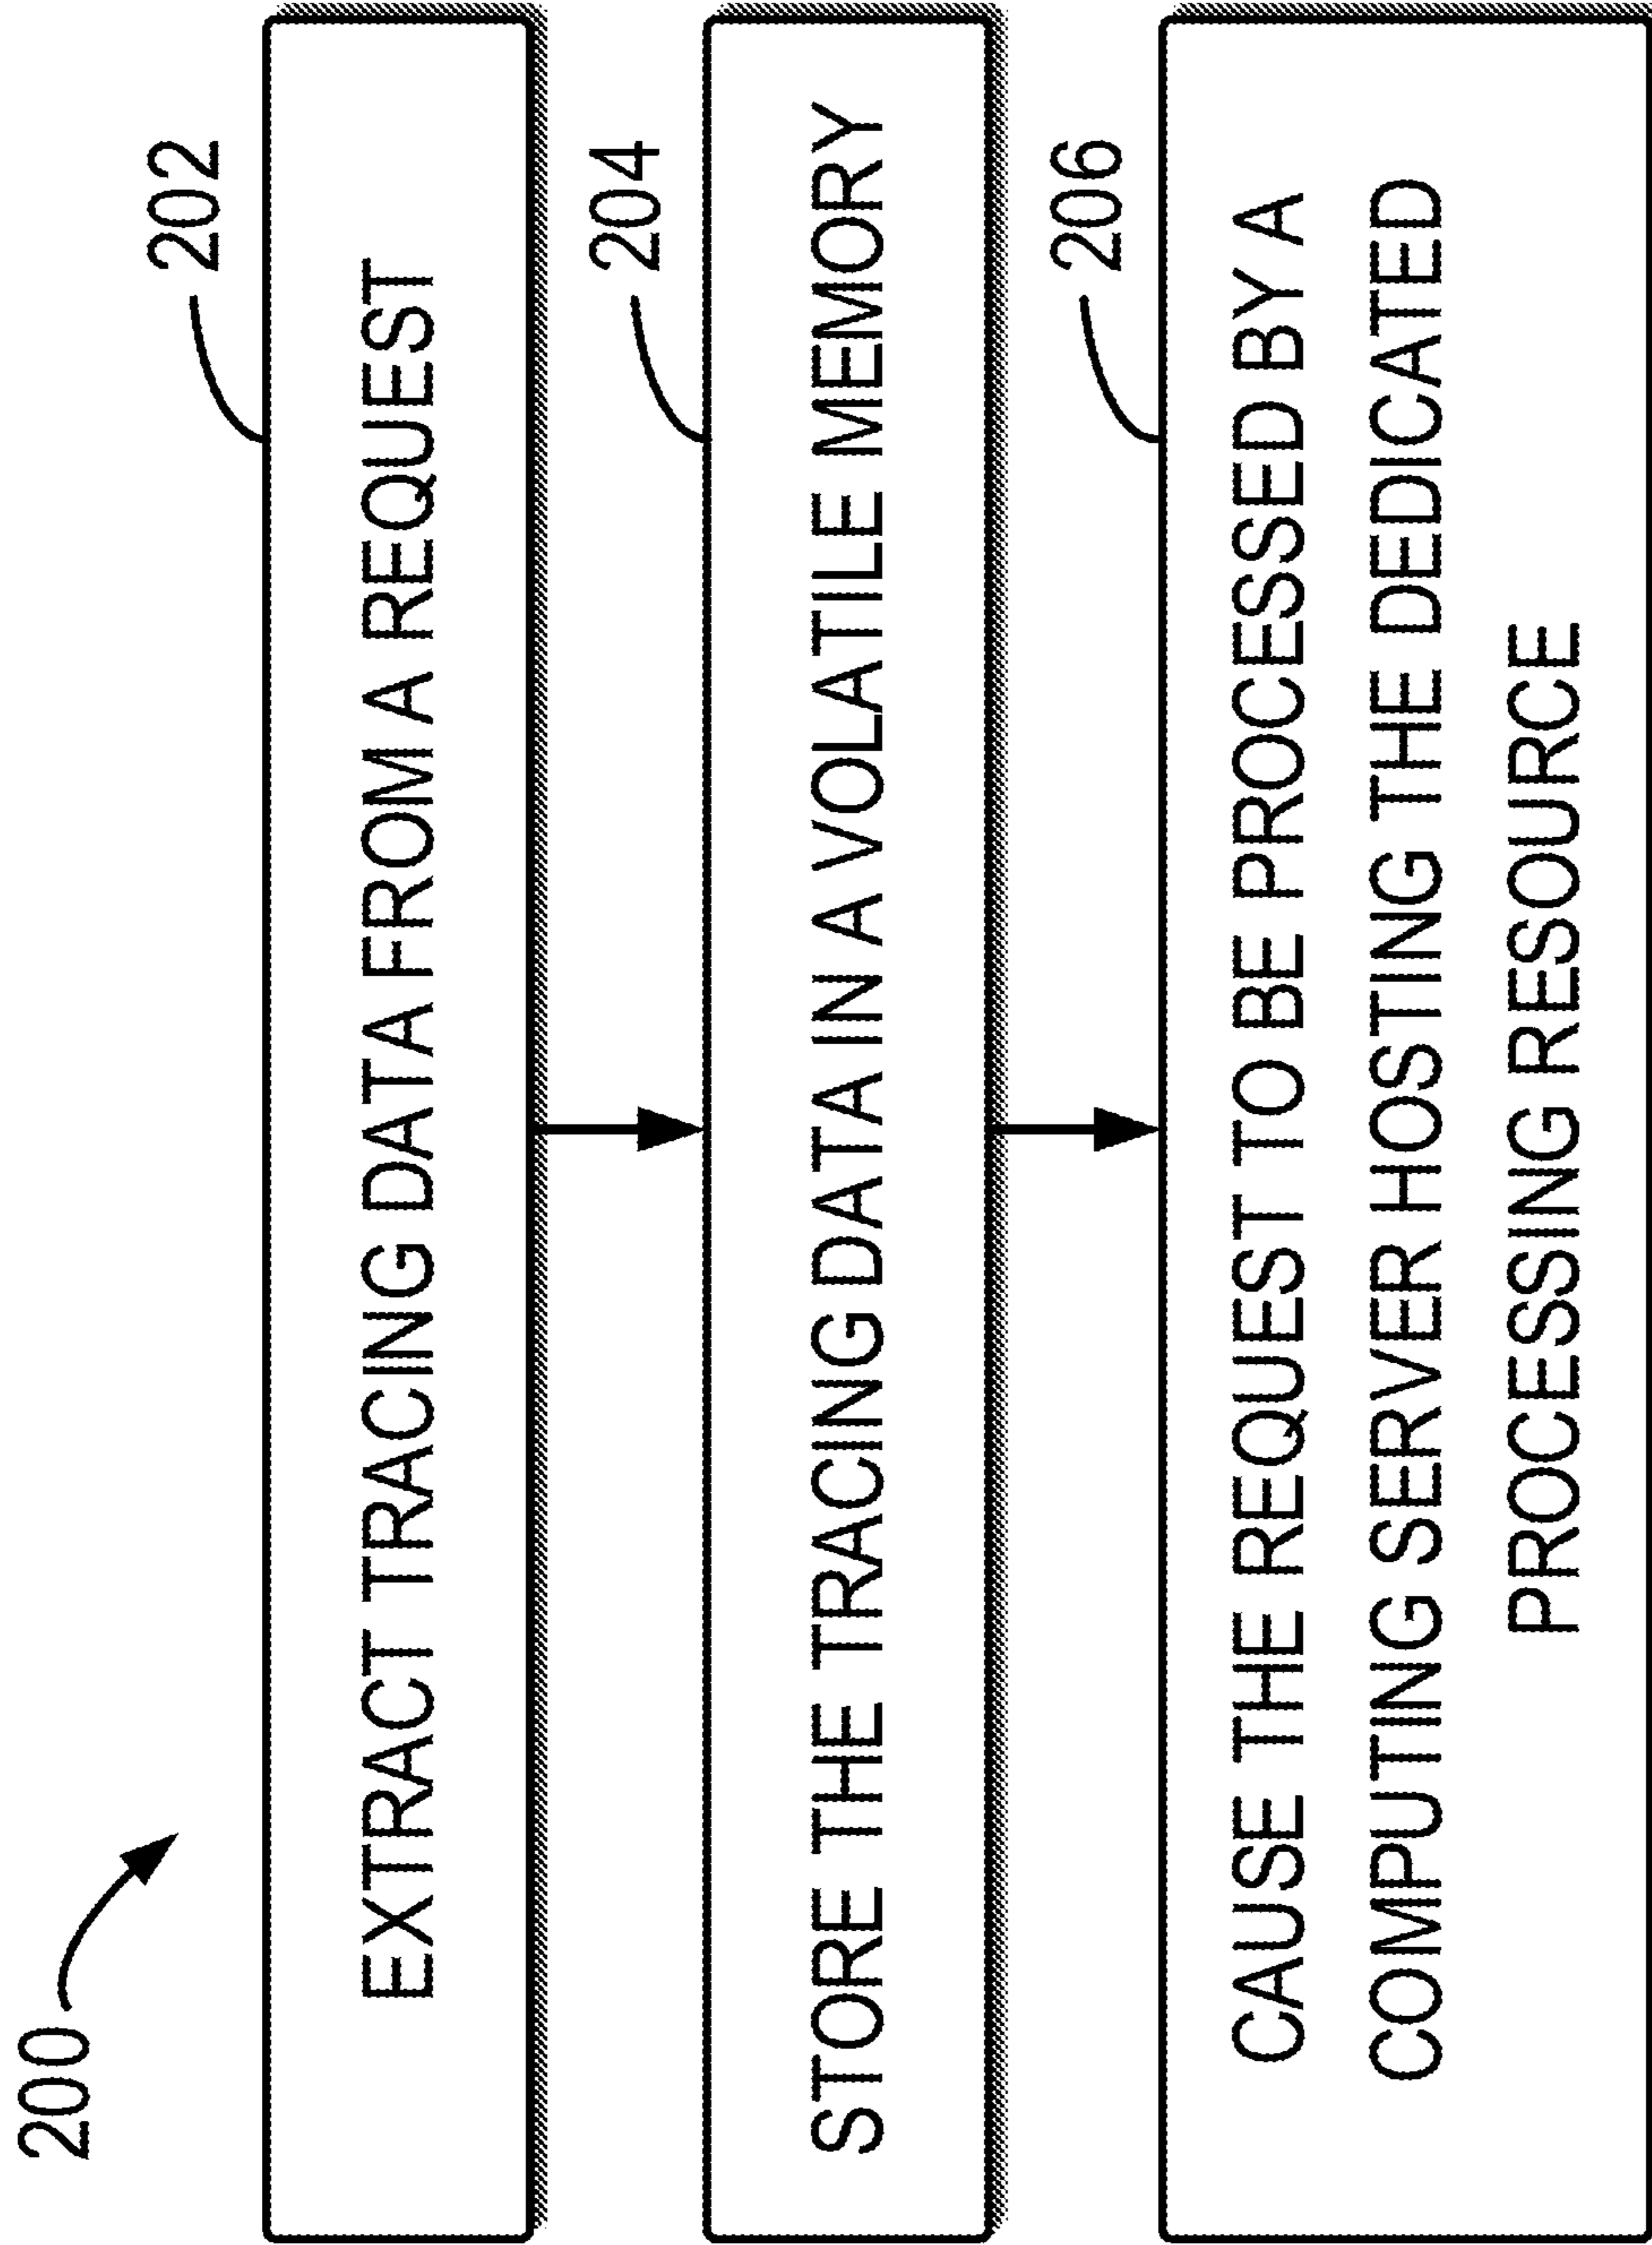 200
202
EXTRACT TRACING DATA FROM A REQUEST
204
STORE THE TRACING DATA IN A VOLATILE MEMORY
206
CAUSE THE REQUEST TO BE PROCESSED BY A
COMPUTING SERVER HOSTING THE DEDICATED
PROCESSING RESOURCE